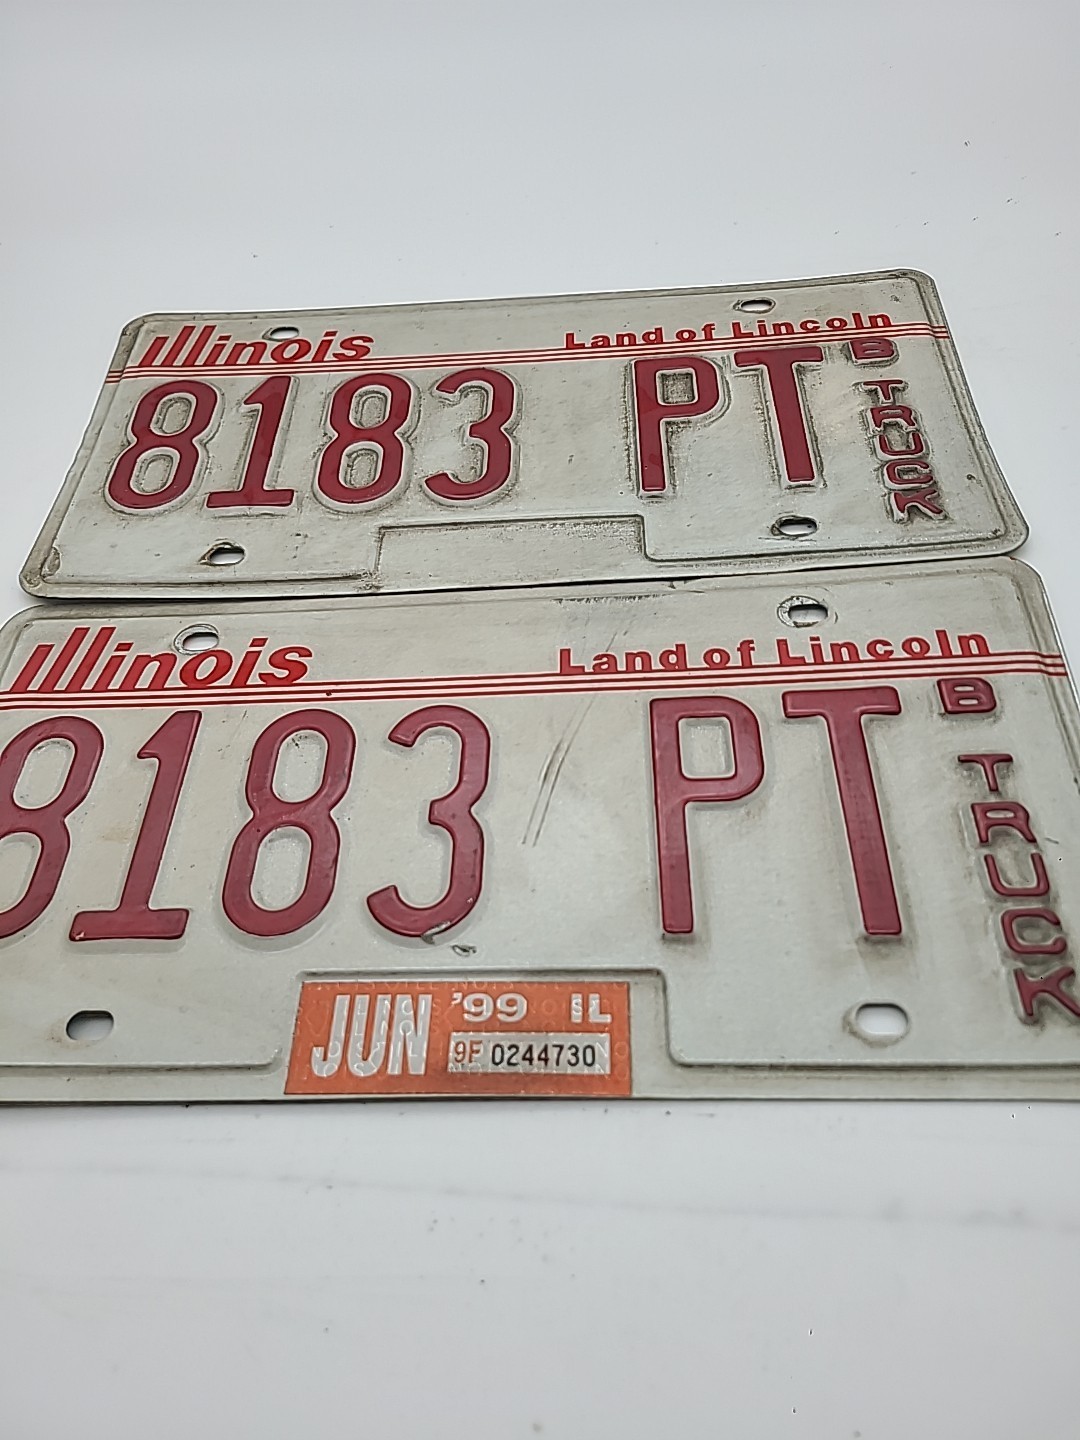 Illinois Land of Lincoln
8183 PT B TRUCK
Illinois Land of Lincoln
8183 PT B TRUCK
JUN '99 IL
9F 0244730